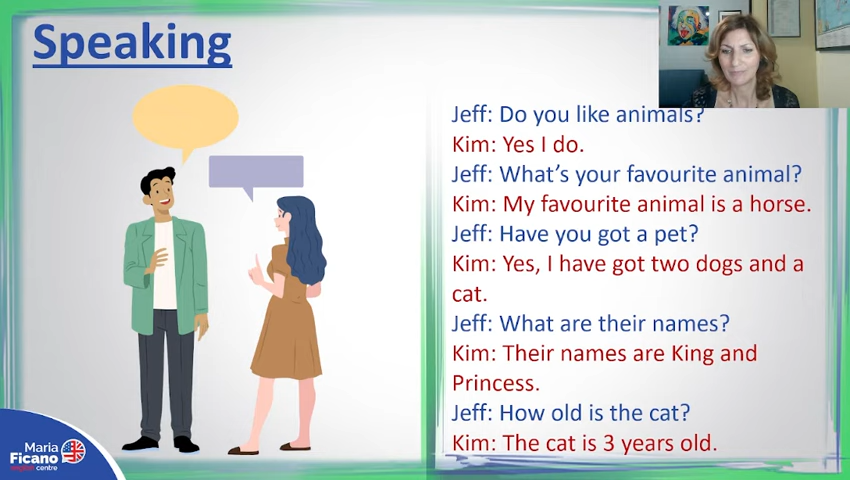 Speaking
Jeff: Do you like animals?
Kim: Yes I do.
Jeff: What's your favourite animal?
Kim: My favourite animal is a horse.
Jeff: Have you got a pet?
Kim: Yes, I have got two dogs and a
cat.
Jeff: What are their names?
Kim: Their names are King and
Princess.
Jeff: How old is the cat?
Kim: The cat is 3 years old.
Maria
Ficano
english centre